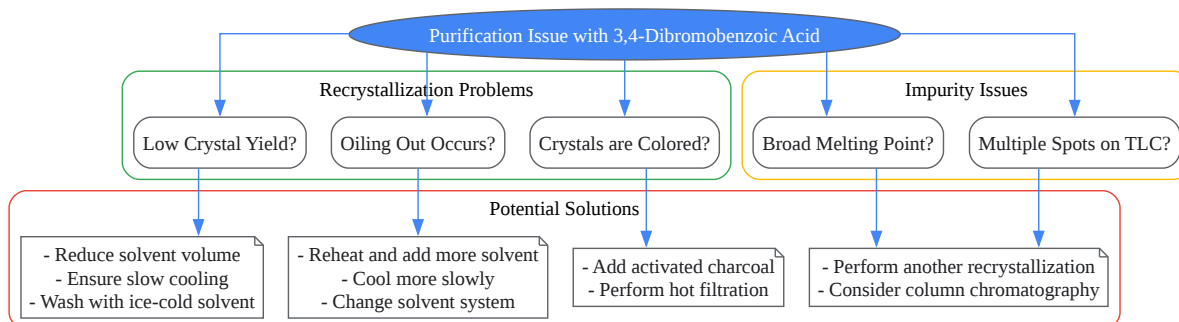 Purification Issue with 3,4-Dibromobenzoic Acid
Recrystallization Problems
Impurity Issues
Low Crystal Yield?
Oiling Out Occurs?
Crystals are Colored?
Broad Melting Point?
Multiple Spots on TLC?
Potential Solutions
- Reduce solvent volume
- Ensure slow cooling
- Wash with ice-cold solvent
- Reheat and add more solvent
- Cool more slowly
- Change solvent system
- Add activated charcoal
- Perform hot filtration
- Perform another recrystallization
- Consider column chromatography